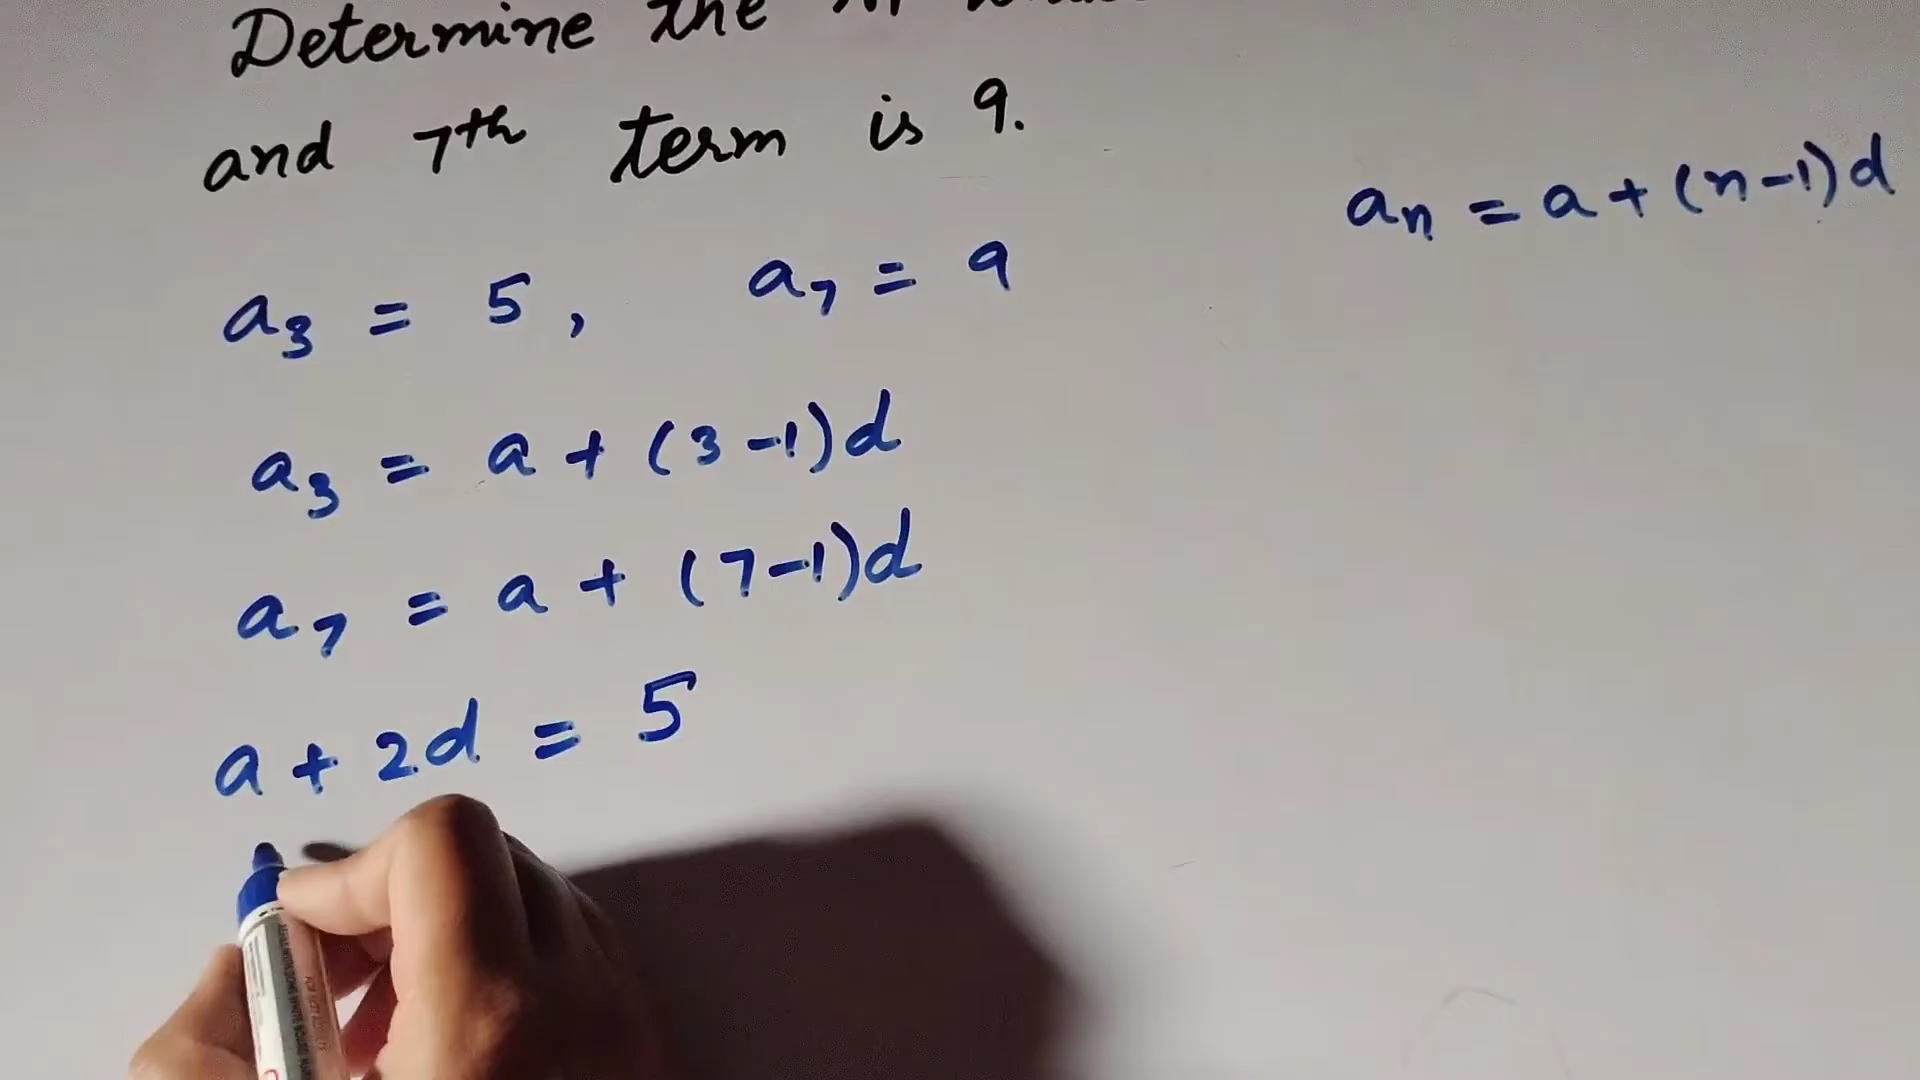 Determine the
and 7th term is 9.
aₙ = a + (n-1)d
a₃ = 5, a₇ = 9
a₃ = a + (3-1)d
a₇ = a + (7-1)d
a + 2d = 5